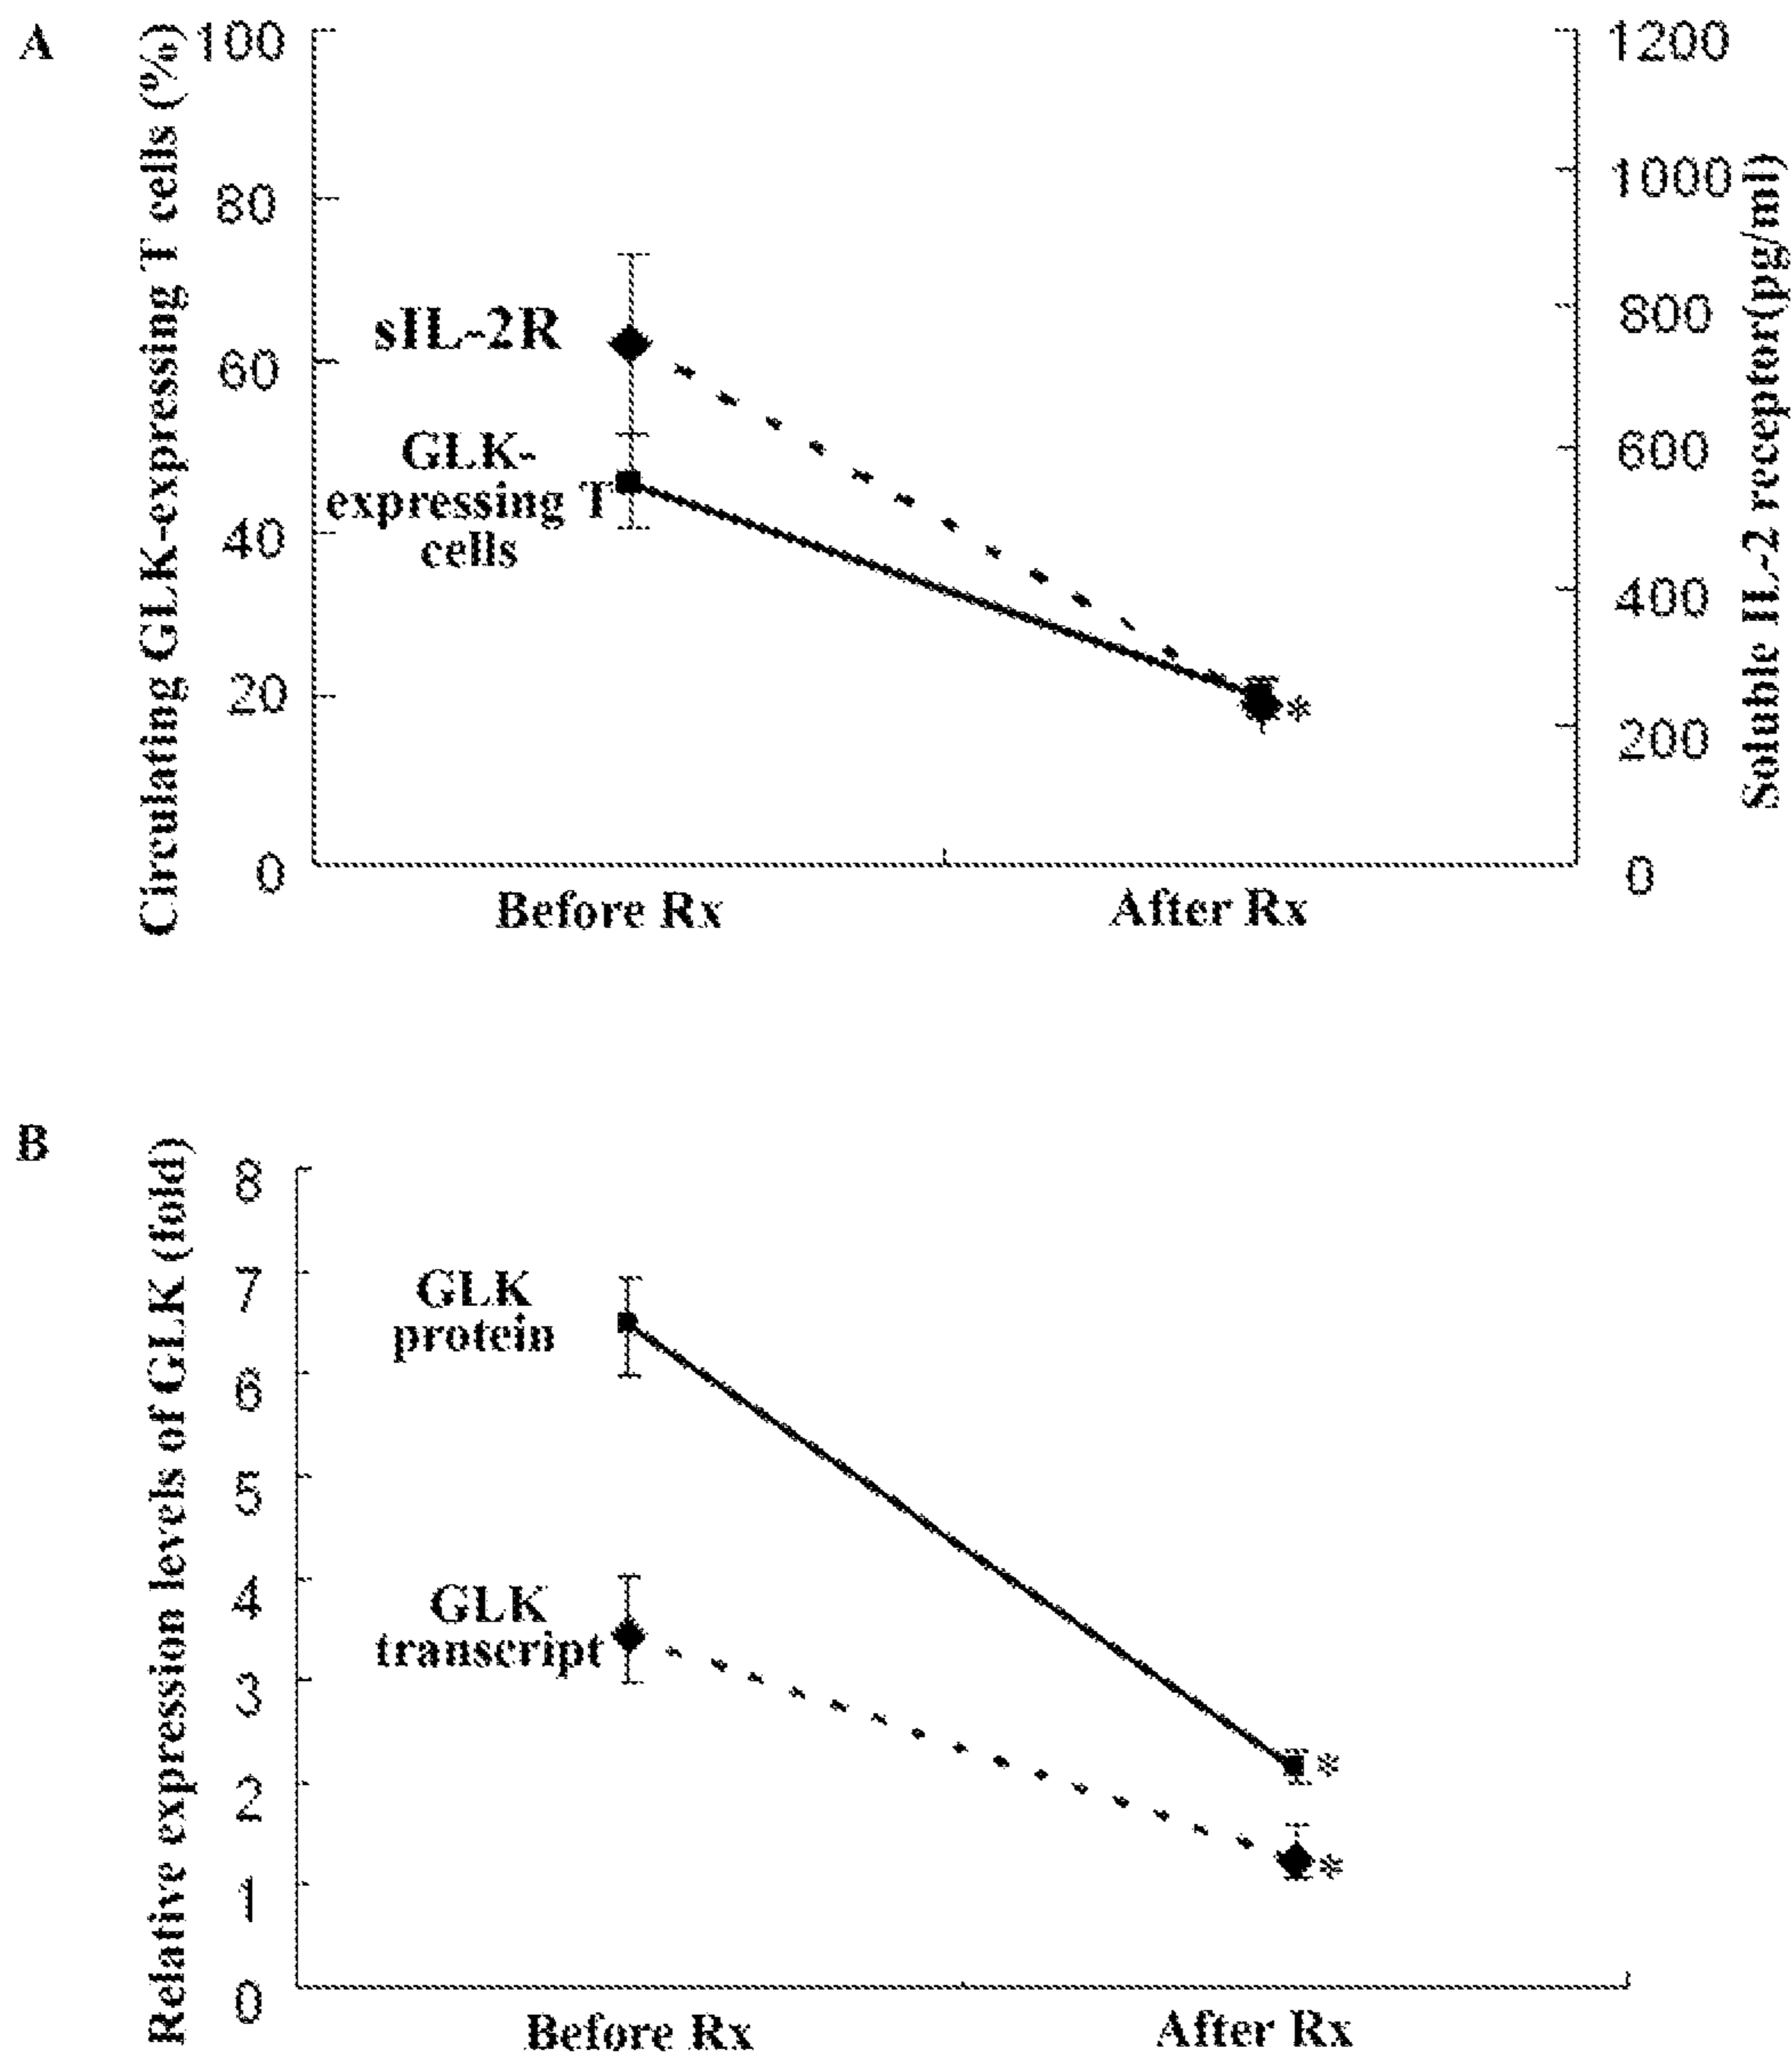 A
Circulating GLK-expressing T cells (%)
100
80
60
40
20
0
sIL-2R
GLK-
expressing T
cells
*
1200
1000
800
600
400
200
0
Soluble IL-2 receptor(pg/ml)
Before Rx
After Rx
B
Relative expression levels of GLK (fold)
8
7
6
5
4
3
2
1
0
GLK
protein
GLK
transcript
*
*
Before Rx
After Rx